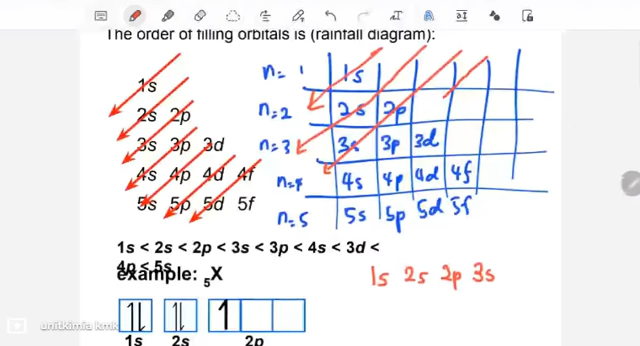 The order of filling orbitals is (rainfall diagram):
1s
2s 2p
3s 3p 3d
4s 4p 4d 4f
5s 5p 5d 5f
n= 1 1s
n=2 2s 2p
n=3 3s 3p 3d
n=4 4s 4p 4d 4f
n=5 5s 5p 5d 5f
1s < 2s < 2p < 3s < 3p < 4s < 3d <
4p < 5s
example: ₅X
1s 2s 2p 3s
1s 2s 2p
unitkimia kmk